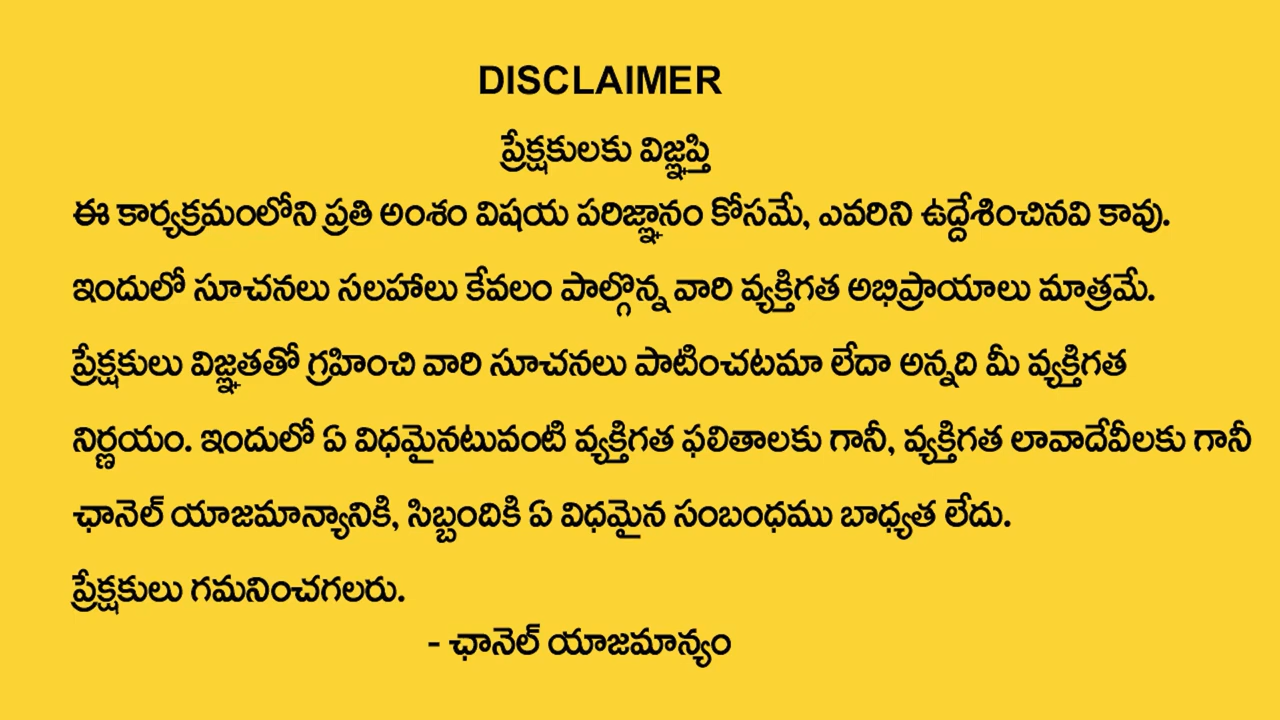 DISCLAIMER
ప్రేక్షకులకు విజ్ఞప్తి
ఈ కార్యక్రమంలోని ప్రతి అంశం విషయ పరిజ్ఞానం కోసమే, ఎవరిని ఉద్దేశించినవి కావు.
ఇందులో సూచనలు సలహాలు కేవలం పాల్గొన్న వారి వ్యక్తిగత అభిప్రాయాలు మాత్రమే.
ప్రేక్షకులు విజ్ఞతతో గ్రహించి వారి సూచనలు పాటించటమా లేదా అన్నది మీ వ్యక్తిగత
నిర్ణయం. ఇందులో ఏ విధమైనటువంటి వ్యక్తిగత ఫలితాలకు గానీ, వ్యక్తిగత లావాదేవీలకు గానీ
ఛానెల్ యాజమాన్యానికి, సిబ్బందికి ఏ విధమైన సంబంధము బాధ్యత లేదు.
ప్రేక్షకులు గమనించగలరు.
- ఛానెల్ యాజమాన్యం